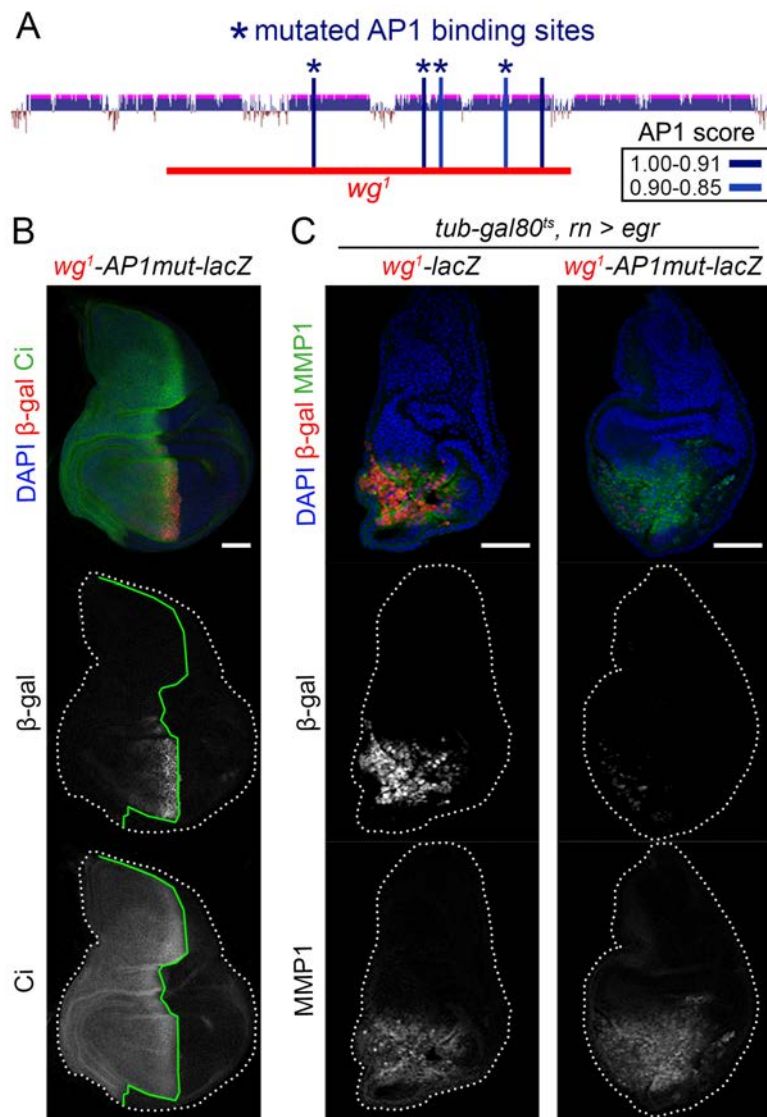 A
* mutated AP1 binding sites
* ** *
AP1 score
1.00-0.91
0.90-0.85
wg¹
B
wg¹-AP1mut-lacZ
C
tub-gal80ᵗˢ, rn > egr
wg¹-lacZ wg¹-AP1mut-lacZ
DAPI β-gal Ci
DAPI β-gal MMP1
β-gal
β-gal
Ci
MMP1